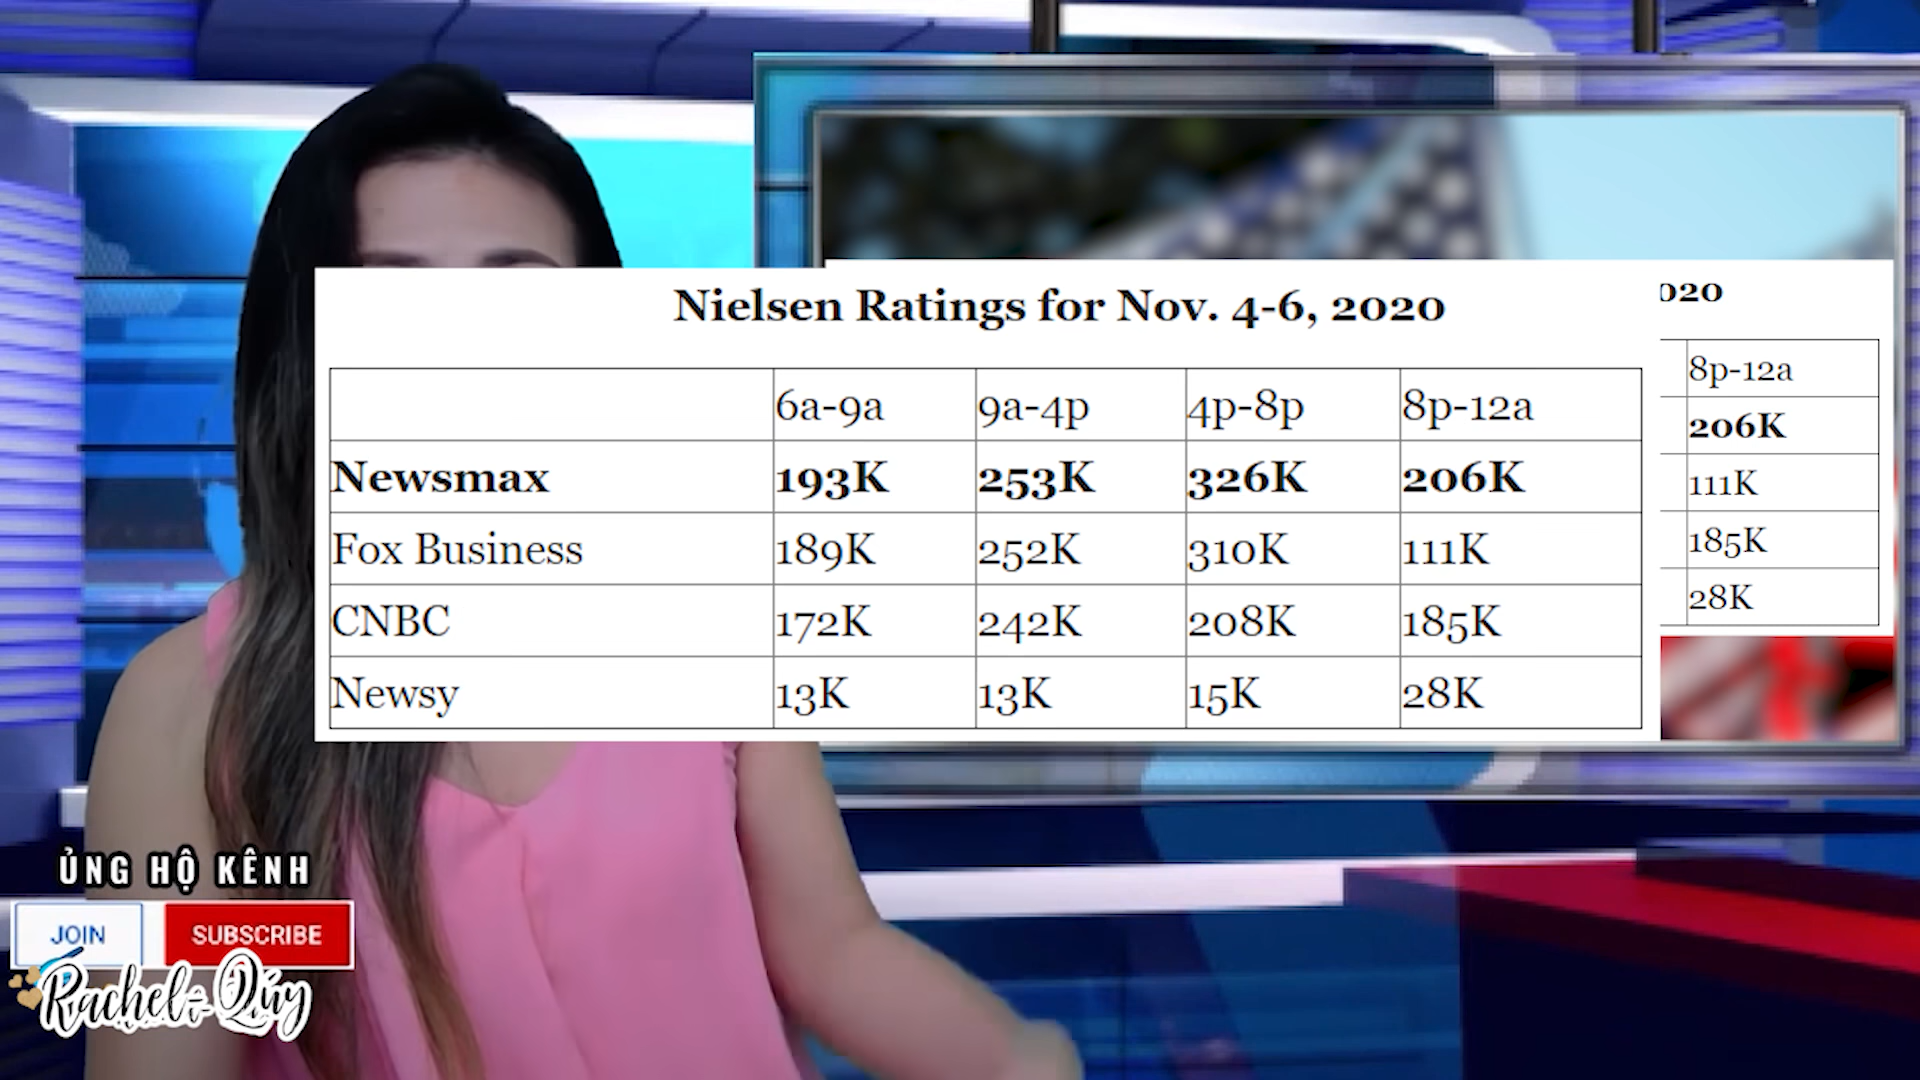 Nielsen Ratings for Nov. 4-6, 2020
6a-9a 9a-4p 4p-8p 8p-12a
Newsmax 193K 253K 326K 206K
Fox Business 189K 252K 310K 111K
CNBC 172K 242K 208K 185K
Newsy 13K 13K 15K 28K
020
8p-12a
206K
111K
185K
28K
ỦNG HỘ KÊNH
JOIN SUBSCRIBE
Rachel - Qúy